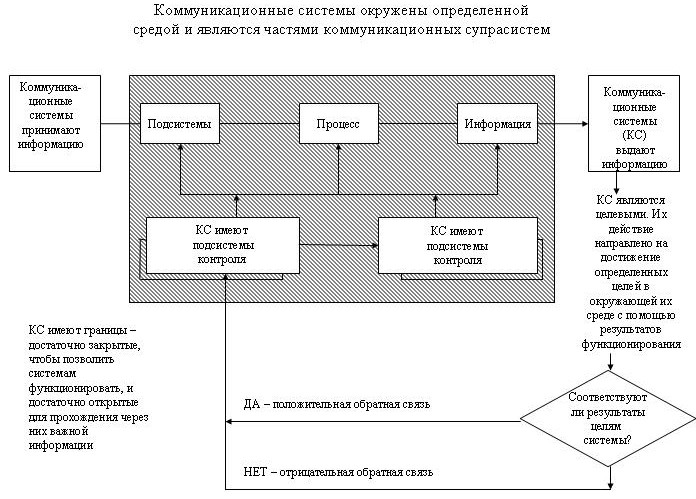 Коммуникационные системы окружены определенной
средой и являются частями коммуникационных супрасистем
Коммуника-
ционные
системы
принимают
информацию
Подсистемы
Процесс
Информация
Коммуника-
ционные
системы
(КС)
выдают
информацию
КС имеют
подсистемы
контроля
КС имеют
подсистемы
контроля
КС являются
целевыми. Их
действие
направлено на
достижение
определенных
целей в
окружающей их
среде с помощью
результатов
функционирования
КС имеют границы –
достаточно закрытые,
чтобы позволить
системам
функционировать, и
достаточно открытые
для прохождения через
них важной
информации
ДА – положительная обратная связь
Соответствуют
ли результаты
целям
системы?
НЕТ – отрицательная обратная связь